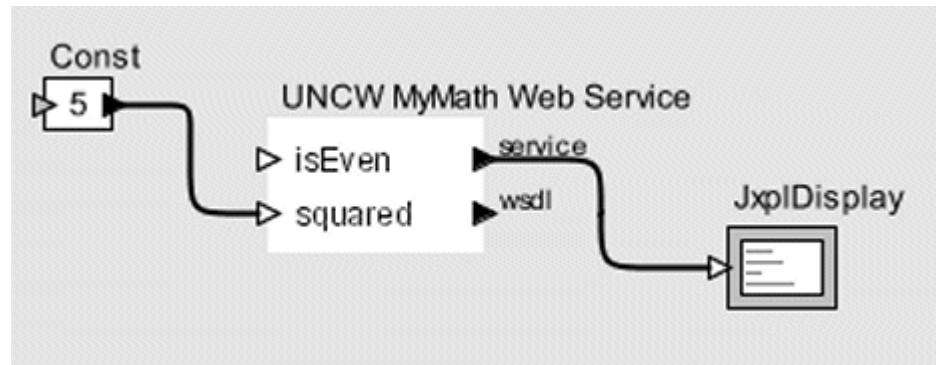 Const
5
UNCW MyMath Web Service
isEven
service
squared
wsdl
JxplDisplay